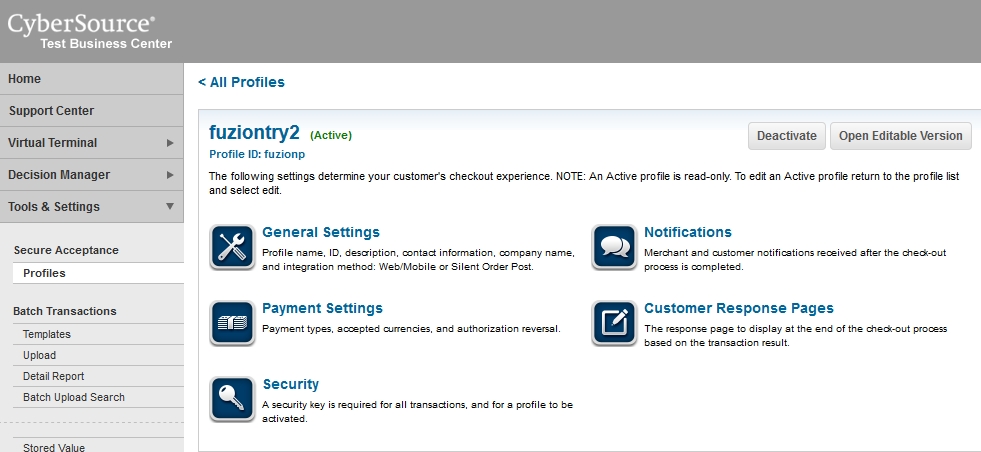 CyberSource®
Test Business Center
Home
Support Center
Virtual Terminal
Decision Manager
Tools & Settings
Secure Acceptance
Profiles
Batch Transactions
Templates
Upload
Detail Report
Batch Upload Search
Stored Value
< All Profiles
fuziontry2 (Active)
Deactivate
Open Editable Version
Profile ID: fuzionp
The following settings determine your customer's checkout experience. NOTE: An Active profile is read-only. To edit an Active profile return to the profile list
and select edit.
General Settings
Profile name, ID, description, contact information, company name,
and integration method: Web/Mobile or Silent Order Post.
Notifications
Merchant and customer notifications received after the check-out
process is completed.
Payment Settings
Payment types, accepted currencies, and authorization reversal.
Customer Response Pages
The response page to display at the end of the check-out process
based on the transaction result.
Security
A security key is required for all transactions, and for a profile to be
activated.